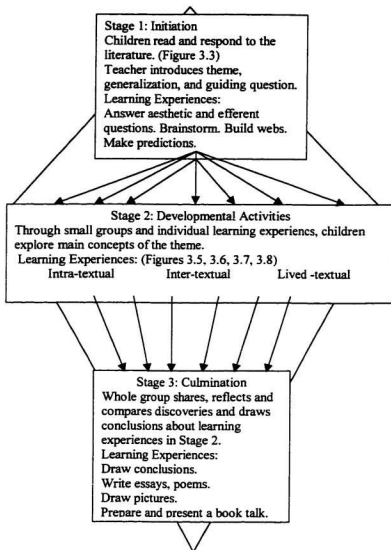 Stage 1: Initiation
Children read and respond to the
literature. (Figure 3.3)
Teacher introduces theme,
generalization, and guiding question.
Learning Experiences:
Answer aesthetic and efferent
questions. Brainstorm. Build webs.
Make predictions.
Stage 2: Developmental Activities
Through small groups and individual learning experiencs, children
explore main concepts of the theme.
Learning Experiences: (Figures 3.5, 3.6, 3.7, 3.8)
Intra-textual Inter-textual Lived -textual
Stage 3: Culmination
Whole group shares, reflects and
compares discoveries and draws
conclusions about learning
experiences in Stage 2.
Learning Experiences:
Draw conclusions.
Write essays, poems.
Draw pictures.
Prepare and present a book talk.